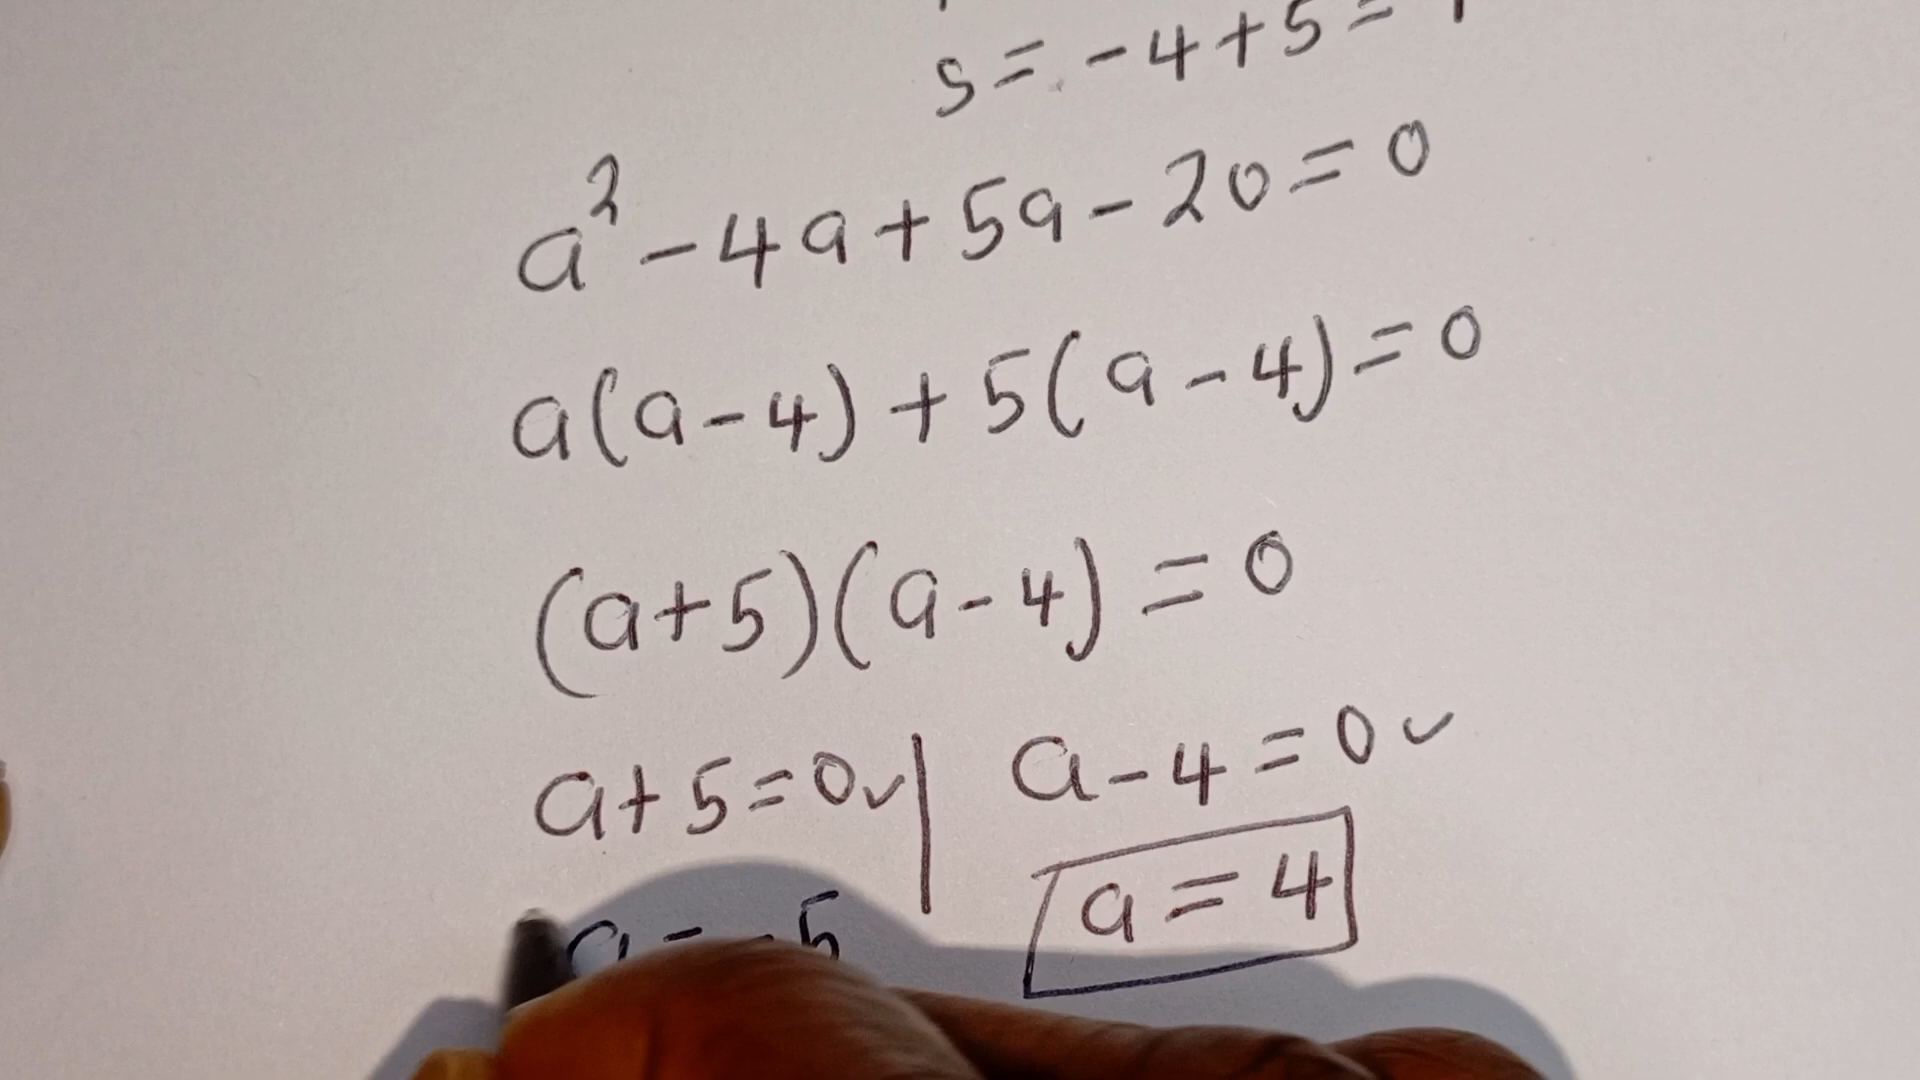 s = -4+5 =
a² - 4a + 5a - 20 = 0
a(a-4) + 5(a-4) = 0
(a+5)(a-4) = 0
a+5=0✓ | a-4=0✓
a = -5 a = 4